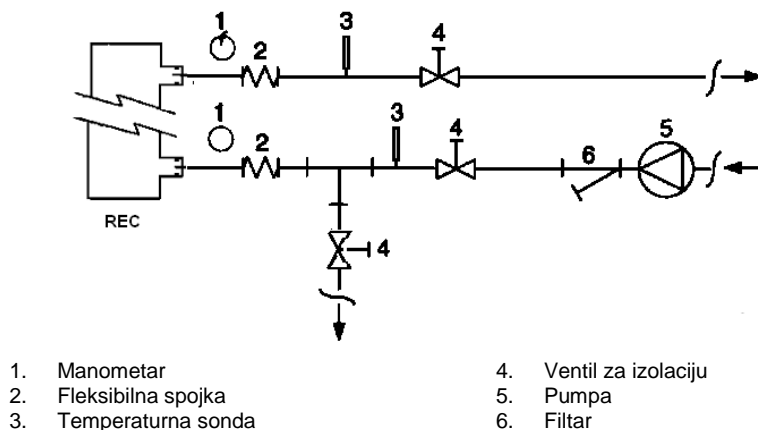 1
2
3
4
1
2
3
4
6
5
REC
4
1. Manometar
2. Fleksibilna spojka
3. Temperaturna sonda
4. Ventil za izolaciju
5. Pumpa
6. Filtar